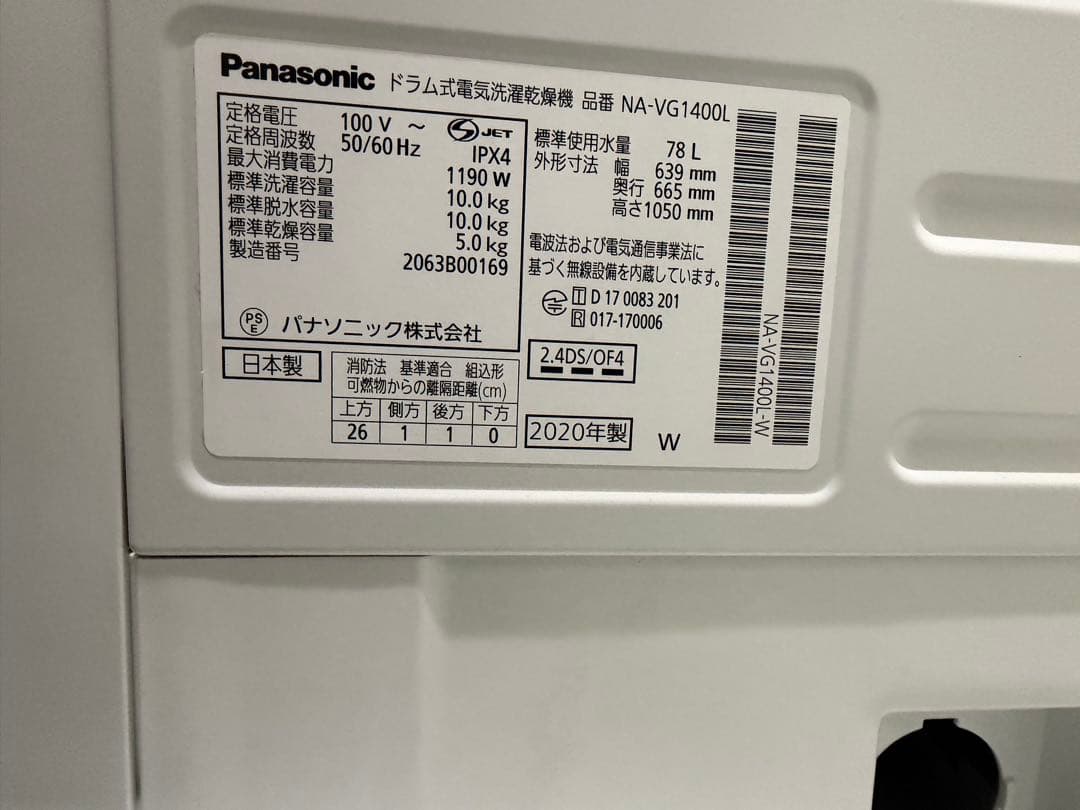 Panasonic ドラム式電気洗濯乾燥機 品番 NA-VG1400L
定格電圧 100 V ～ S JET
定格周波数 50/60 Hz IPX4
最大消費電力 1190 W
標準洗濯容量 10.0 kg
標準脱水容量 10.0 kg
標準乾燥容量 5.0 kg
製造番号 2063B00169
PS E パナソニック株式会社
標準使用水量 78 L
外形寸法 幅 639 mm
奥行 665 mm
高さ1050 mm
電波法および電気通信事業法に
基づく無線設備を内蔵しています。
T D 17 0083 201
R 017-170006
日本製
消防法 基準適合 組込形
可燃物からの離隔距離(cm)
上方 側方 後方 下方
26 1 1 0
2.4DS/OF4
2020年製
W
NA-VG1400L-W